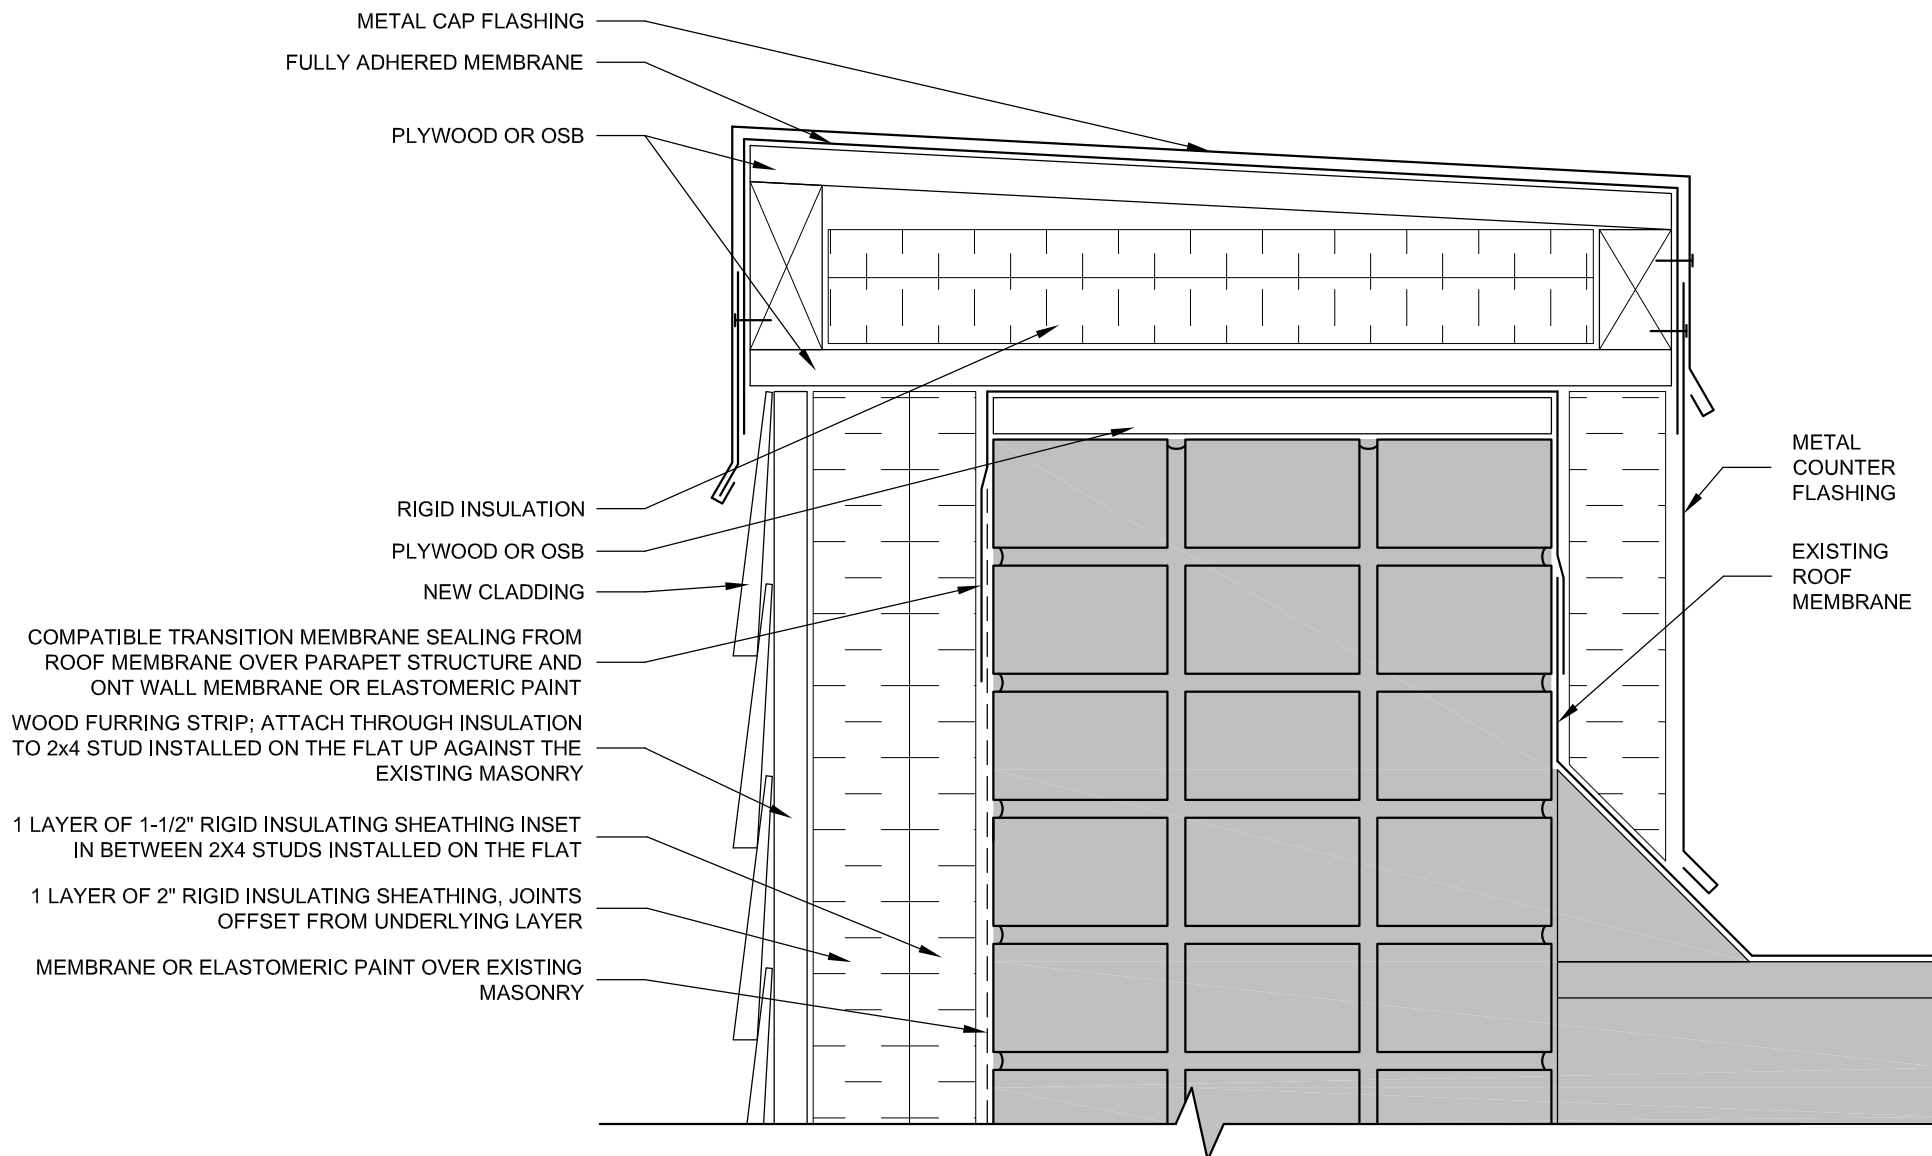 METAL CAP FLASHING
FULLY ADHERED MEMBRANE
PLYWOOD OR OSB
RIGID INSULATION
PLYWOOD OR OSB
NEW CLADDING
COMPATIBLE TRANSITION MEMBRANE SEALING FROM
ROOF MEMBRANE OVER PARAPET STRUCTURE AND
ONT WALL MEMBRANE OR ELASTOMERIC PAINT
WOOD FURRING STRIP; ATTACH THROUGH INSULATION
TO 2x4 STUD INSTALLED ON THE FLAT UP AGAINST THE
EXISTING MASONRY
1 LAYER OF 1-1/2" RIGID INSULATING SHEATHING INSET
IN BETWEEN 2X4 STUDS INSTALLED ON THE FLAT
1 LAYER OF 2" RIGID INSULATING SHEATHING, JOINTS
OFFSET FROM UNDERLYING LAYER
MEMBRANE OR ELASTOMERIC PAINT OVER EXISTING
MASONRY
METAL
COUNTER
FLASHING
EXISTING
ROOF
MEMBRANE